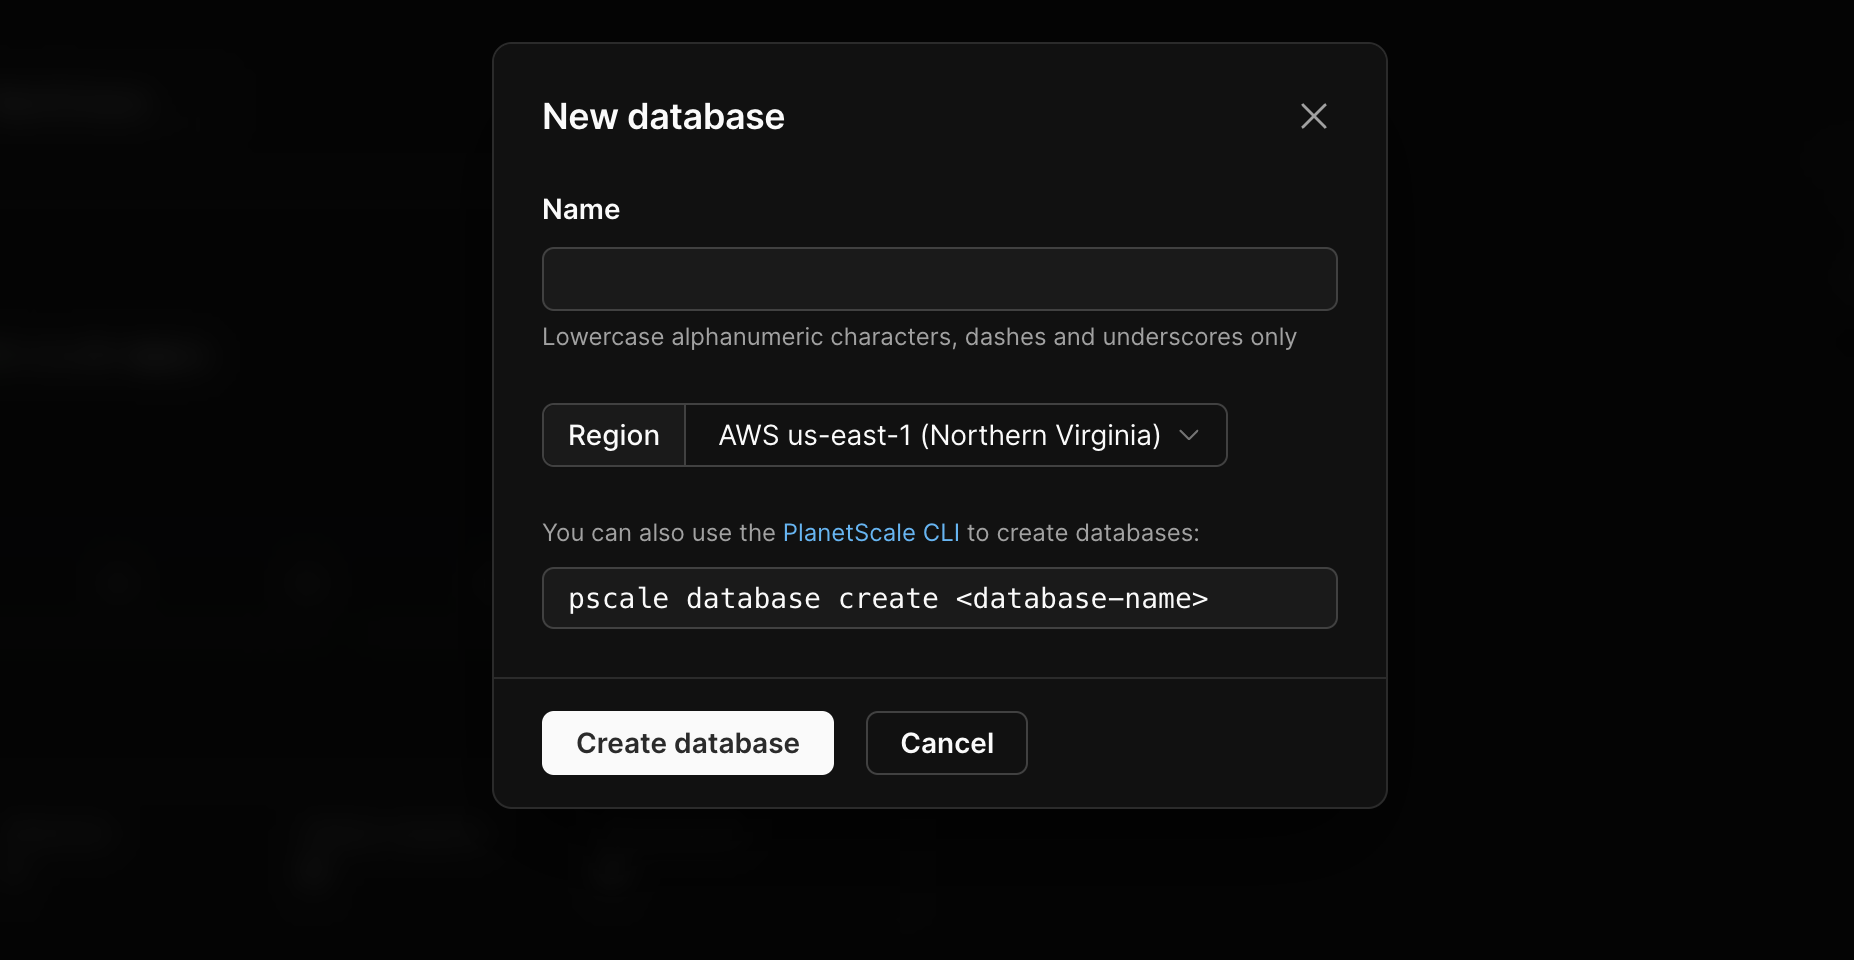 New database
Name
Lowercase alphanumeric characters, dashes and underscores only
Region
AWS us-east-1 (Northern Virginia)
You can also use the PlanetScale CLI to create databases:
pscale database create <database-name>
Create database
Cancel